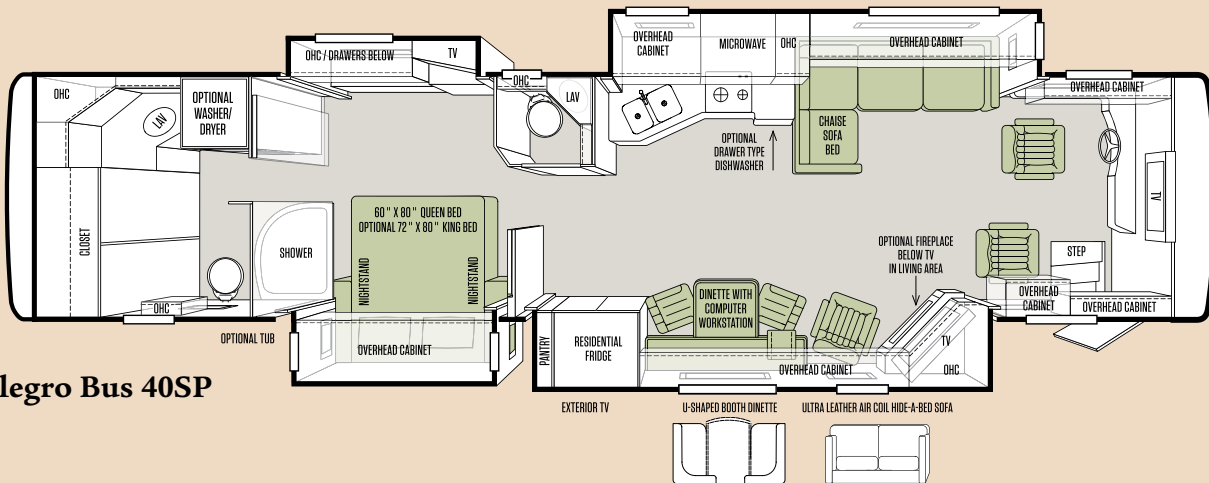 OVERHEAD
CABINET
MICROWAVE
OHC
OVERHEAD CABINET
OHC / DRAWERS BELOW
TV
OHC
LAV
OVERHEAD CABINET
OHC
LAV
OPTIONAL
WASHER/
DRYER
CHAISE
SOFA
BED
OPTIONAL
DRAWER TYPE
DISHWASHER
TV
60" X 80" QUEEN BED
OPTIONAL 72" X 80" KING BED
CLOSET
SHOWER
NIGHTSTAND
NIGHTSTAND
OPTIONAL FIREPLACE
BELOW TV
IN LIVING AREA
STEP
DINETTE WITH
COMPUTER
WORKSTATION
OVERHEAD
CABINET
OVERHEAD CABINET
OHC
OPTIONAL TUB
OVERHEAD CABINET
PANTRY
RESIDENTIAL
FRIDGE
TV
OVERHEAD CABINET
OHC
legro Bus 40SP
EXTERIOR TV
U-SHAPED BOOTH DINETTE
ULTRA LEATHER AIR COIL HIDE-A-BED SOFA